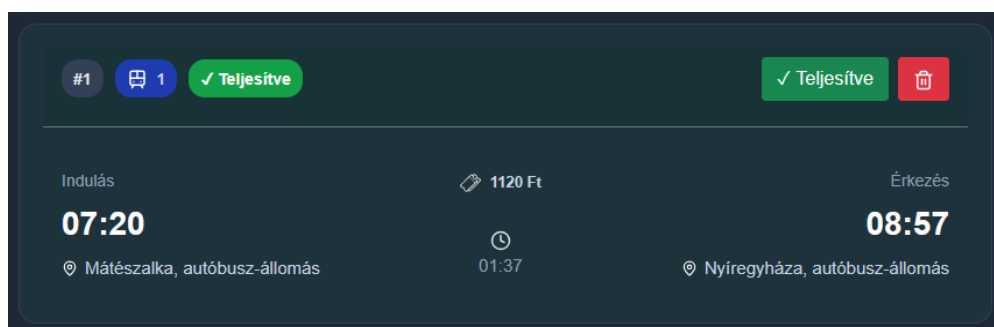 #1 1 ✓ Teljesítve ✓ Teljesítve
Indulás 1120 Ft Érkezés
07:20 08:57
Mátészalka, autóbusz-állomás 01:37 Nyíregyháza, autóbusz-állomás